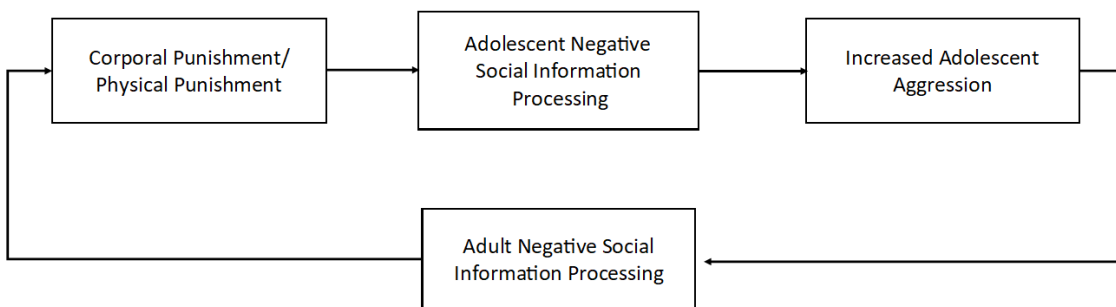 Corporal Punishment/
Physical Punishment
Adolescent Negative
Social Information
Processing
Increased Adolescent
Aggression
Adult Negative Social
Information Processing